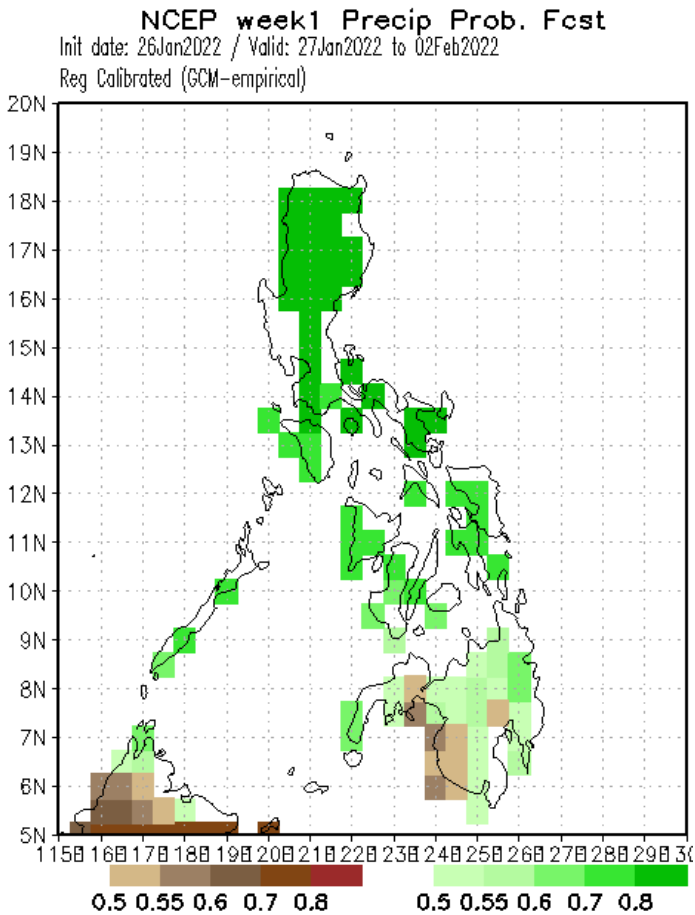 NCEP week1 Precip Prob. Fcst
Init date: 26Jan2022 / Valid: 27Jan2022 to 02Feb2022
Reg Calibrated (GCM-empirical)
20N
19N
18N
17N
16N
15N
14N
13N
12N
11N
10N
9N
8N
7N
6N
5N
0.5 0.55 0.6 0.7 0.8 0.5 0.55 0.6 0.7 0.8